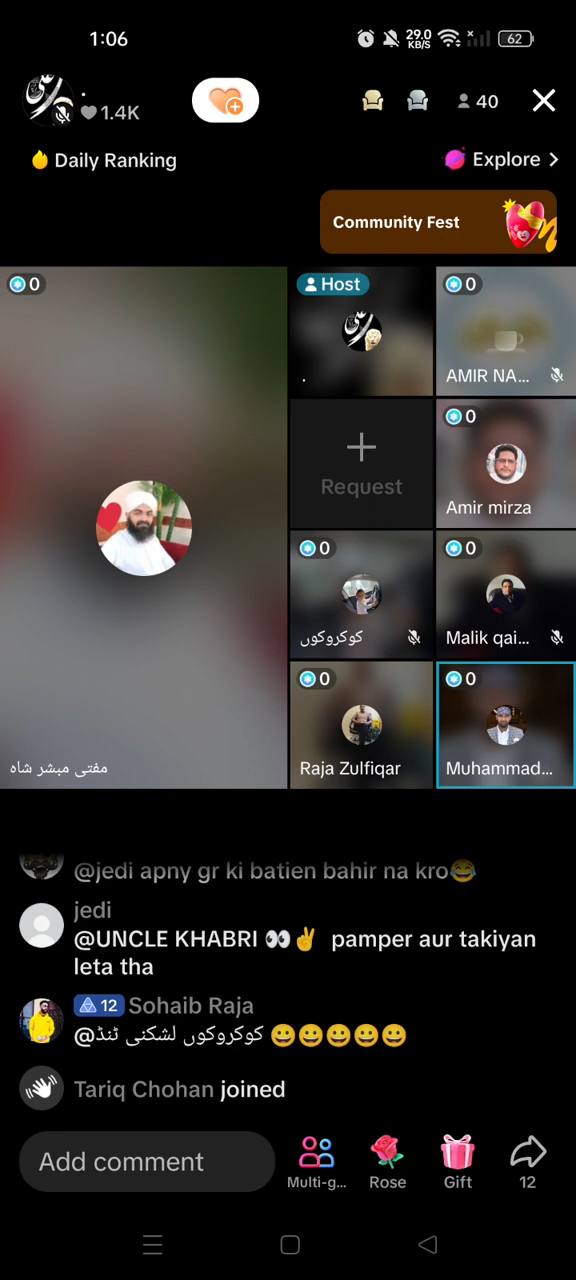 1:06
29.0
KB/S
62
.
1.4K
40
Daily Ranking
Explore
Community Fest
0
Host
0
.
AMIR NA...
0
Request
Amir mirza
0
0
کوکروکوں
Malik qai...
0
0
مفتی مبشر شاہ
Raja Zulfiqar
Muhammad...
@jedi apny gr ki batien bahir na kro😂
jedi
@UNCLE KHABRI 👀✌️ pamper aur takiyan
leta tha
12 Sohaib Raja
@کوکروکوں لشکنی ٹنڈ 😀😀😀😀😀
Tariq Chohan joined
Add comment
Multi-g...
Rose
Gift
12